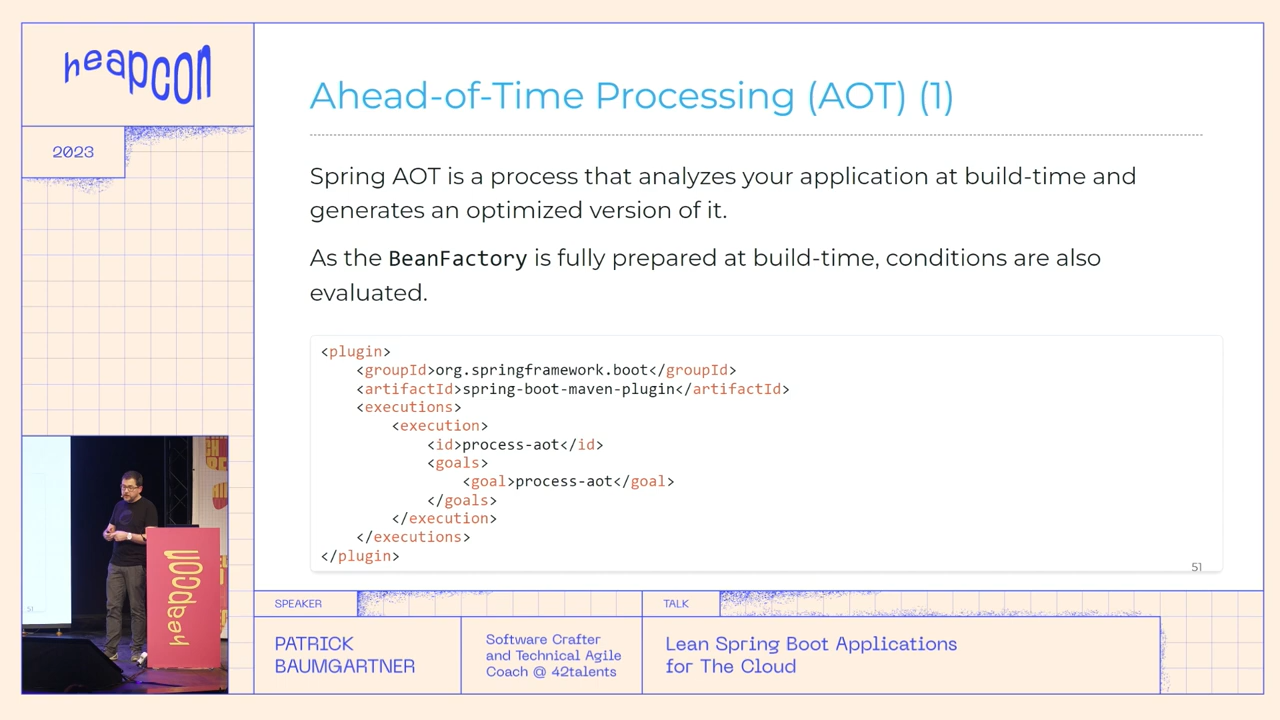 heapcon
2023
Ahead-of-Time Processing (AOT) (1)
Spring AOT is a process that analyzes your application at build-time and
generates an optimized version of it.
As the BeanFactory is fully prepared at build-time, conditions are also
evaluated.
<plugin>
    <groupId>org.springframework.boot</groupId>
    <artifactId>spring-boot-maven-plugin</artifactId>
    <executions>
        <execution>
            <id>process-aot</id>
            <goals>
                <goal>process-aot</goal>
            </goals>
        </execution>
    </executions>
</plugin>
51
51
heapcon
SPEAKER
PATRICK
BAUMGARTNER
Software Crafter
and Technical Agile
Coach @ 42talents
TALK
Lean Spring Boot Applications
for The Cloud